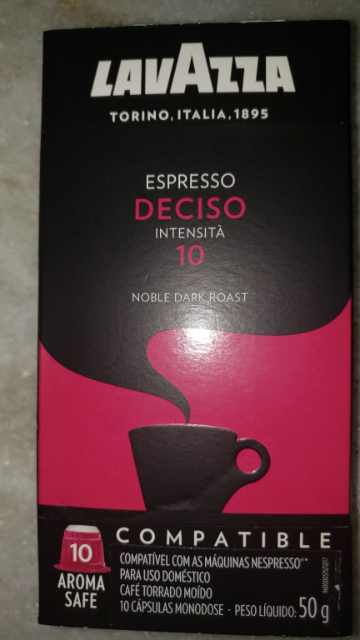 LAVAZZA
TORINO, ITALIA, 1895
ESPRESSO
DECISO
INTENSITÀ
10
NOBLE DARK ROAST
COMPATIBLE
10
AROMA
SAFE
COMPATÍVEL COM AS MÁQUINAS NESPRESSO**
PARA USO DOMÉSTICO
CAFÉ TORRADO MOÍDO
10 CÁPSULAS MONODOSE - PESO LÍQUIDO: 50 g